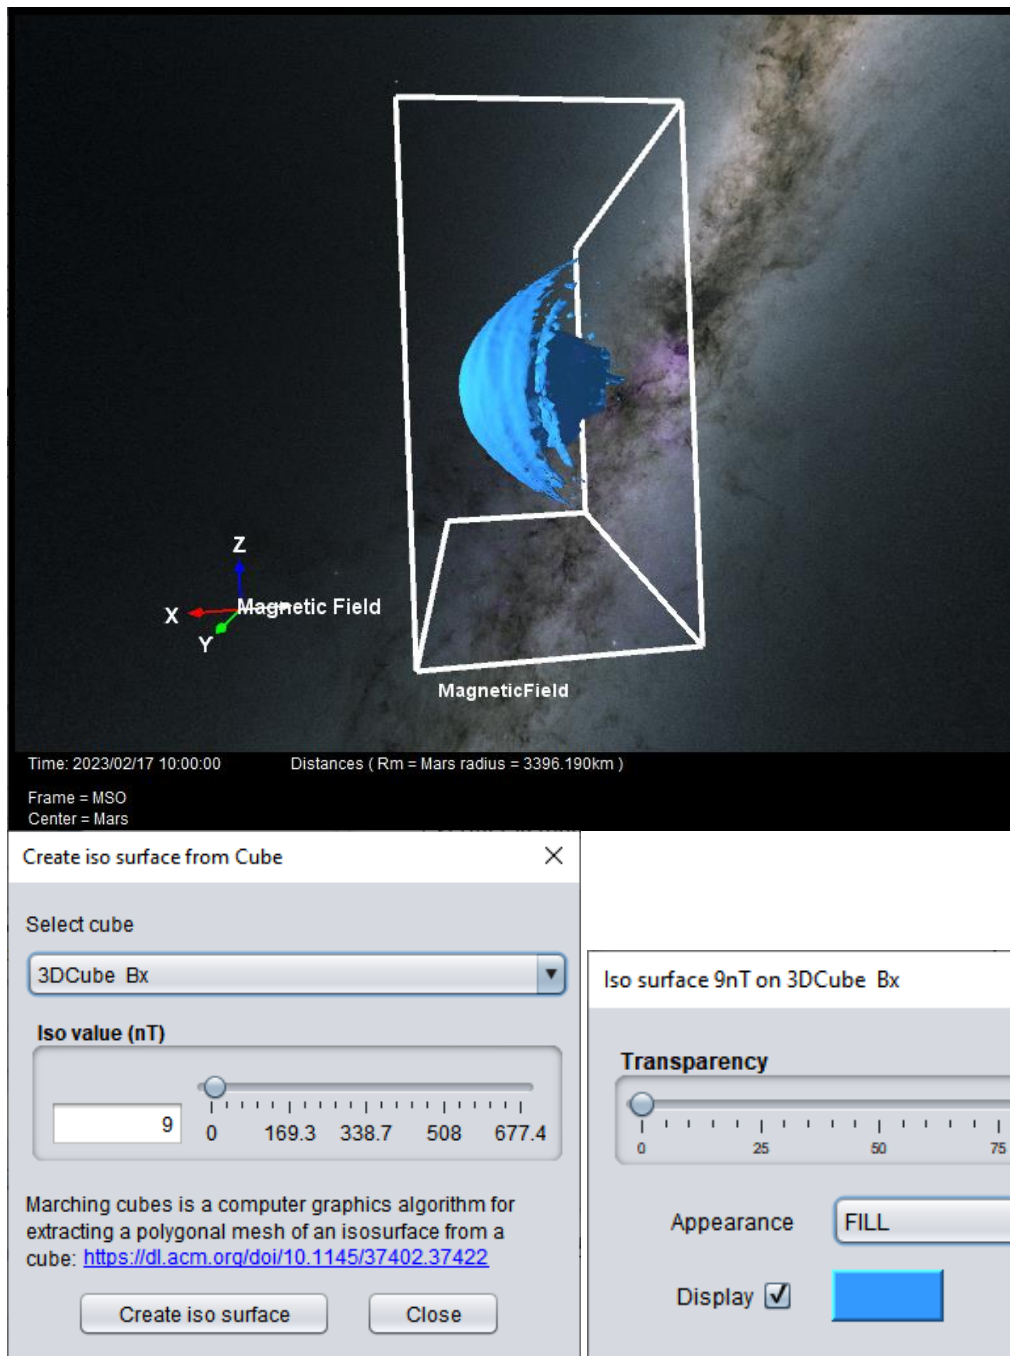 Z
X
Magnetic Field
Y
MagneticField
Time: 2023/02/17 10:00:00 Distances ( Rm = Mars radius = 3396.190km )
Frame = MSO
Center = Mars
Create iso surface from Cube
Select cube
3DCube Bx
Iso value (nT)
9
0 169.3 338.7 508 677.4
Marching cubes is a computer graphics algorithm for
extracting a polygonal mesh of an isosurface from a
cube: https://dl.acm.org/doi/10.1145/37402.37422
Create iso surface Close
Iso surface 9nT on 3DCube Bx
Transparency
0 25 50 75
Appearance FILL
Display